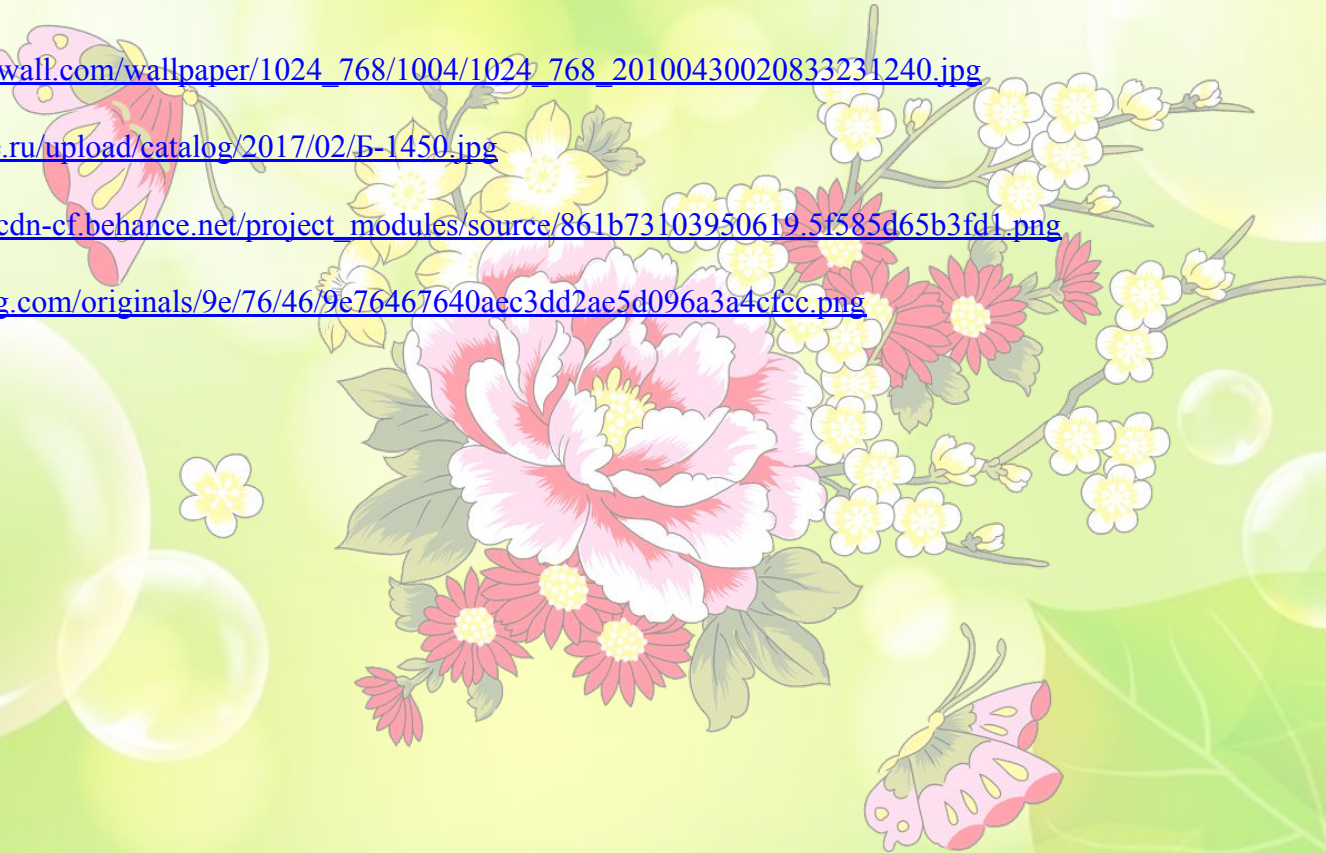 wall.com/wallpaper/1024_768/1004/1024_768_20100430020833231240.jpg
e.ru/upload/catalog/2017/02/Б-1450.jpg
cdn-cf.behance.net/project_modules/source/861b73103950619.5f585d65b3fd1.png
g.com/originals/9e/76/46/9e76467640aec3dd2ae5d096a3a4cfcc.png